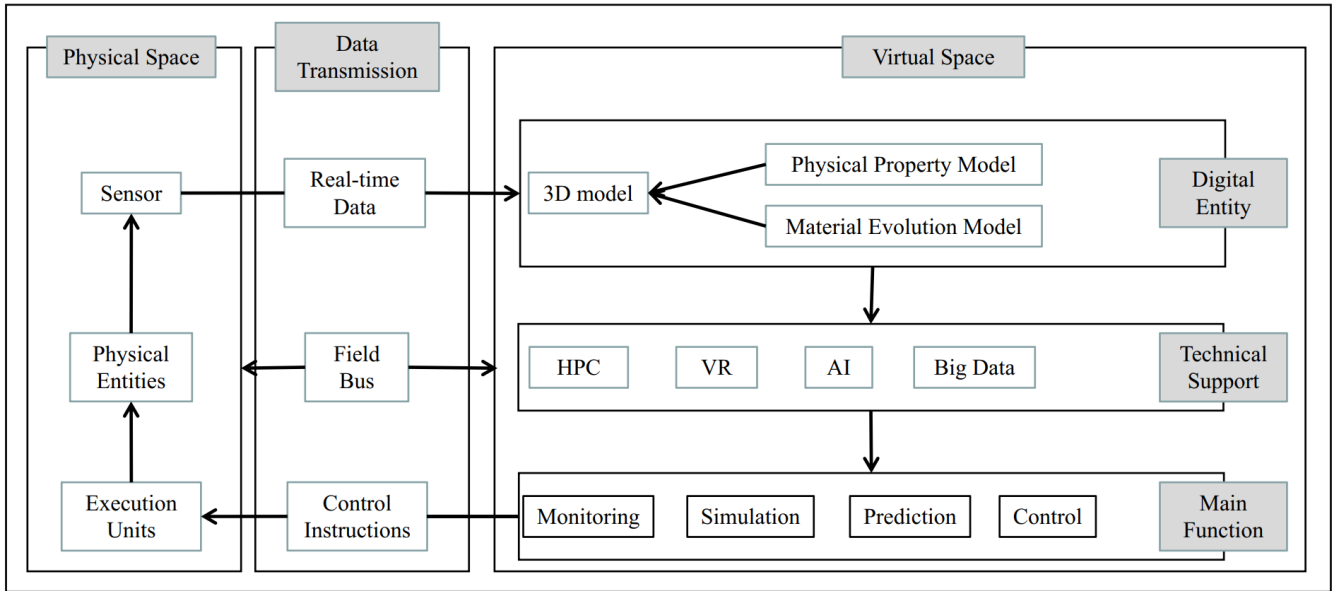 Physical Space
Data
Transmission
Virtual Space
Sensor
Real-time
Data
3D model
Physical Property Model
Material Evolution Model
Digital
Entity
Physical
Entities
Field
Bus
HPC
VR
AI
Big Data
Technical
Support
Execution
Units
Control
Instructions
Monitoring
Simulation
Prediction
Control
Main
Function